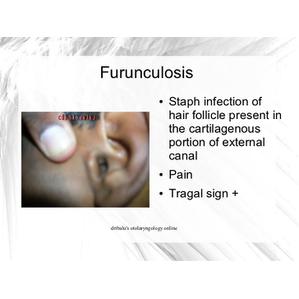 Furunculosis
• Staph infection of
hair follicle present in
the cartilagenous
portion of external
canal
• Pain
• Tragal sign +
drtbalu's otolaryngology online